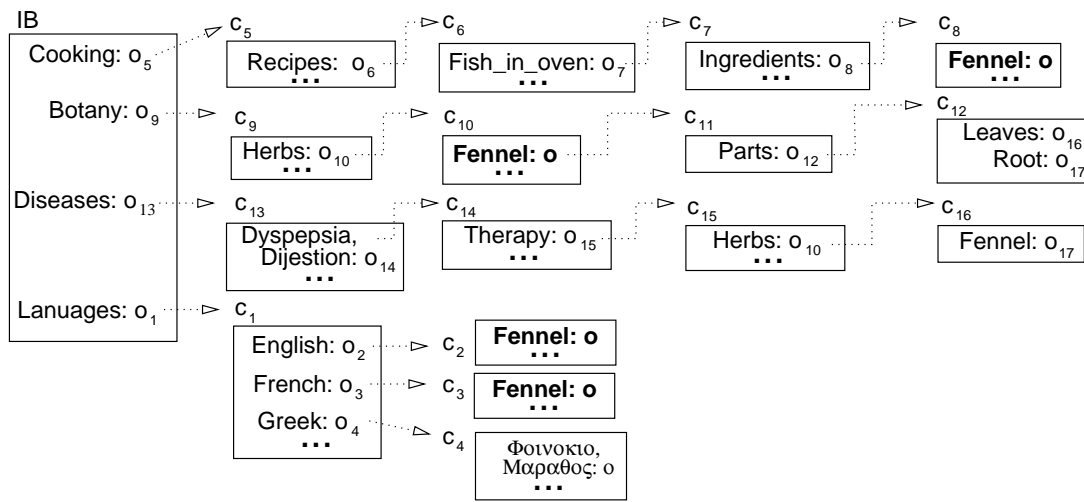 IB
Cooking: o5
c5
Recipes: o6
...
c6
Fish_in_oven: o7
...
c7
Ingredients: o8
...
c8
Fennel: o
...
Botany: o9
c9
Herbs: o10
...
c10
Fennel: o
...
c11
Parts: o12
...
c12
Leaves: o16
Root: o17
Diseases: o13
c13
Dyspepsia,
Dijestion: o14
...
c14
Therapy: o15
...
c15
Herbs: o10
...
c16
Fennel: o17
Lanuages: o1
c1
English: o2
French: o3
Greek: o4
...
c2
Fennel: o
...
c3
Fennel: o
...
c4
Φοινοκιο,
Μαραθος: ο
...